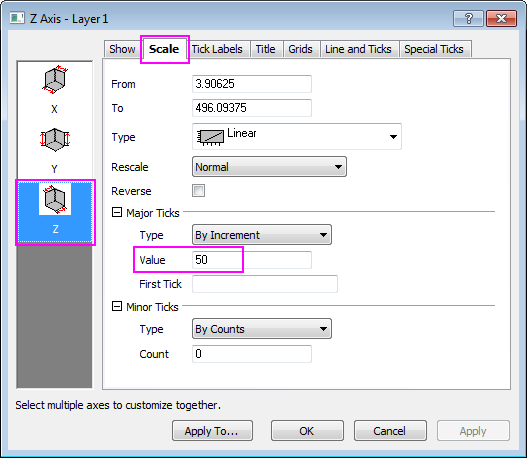 Z Axis - Layer1
Show Scale Tick Labels Title Grids Line and Ticks Special Ticks
X
Y
Z
From 3.90625
To 496.09375
Type Linear
Rescale Normal
Reverse
Major Ticks
Type By Increment
Value 50
First Tick
Minor Ticks
Type By Counts
Count 0
Select multiple axes to customize together.
Apply To... OK Cancel Apply